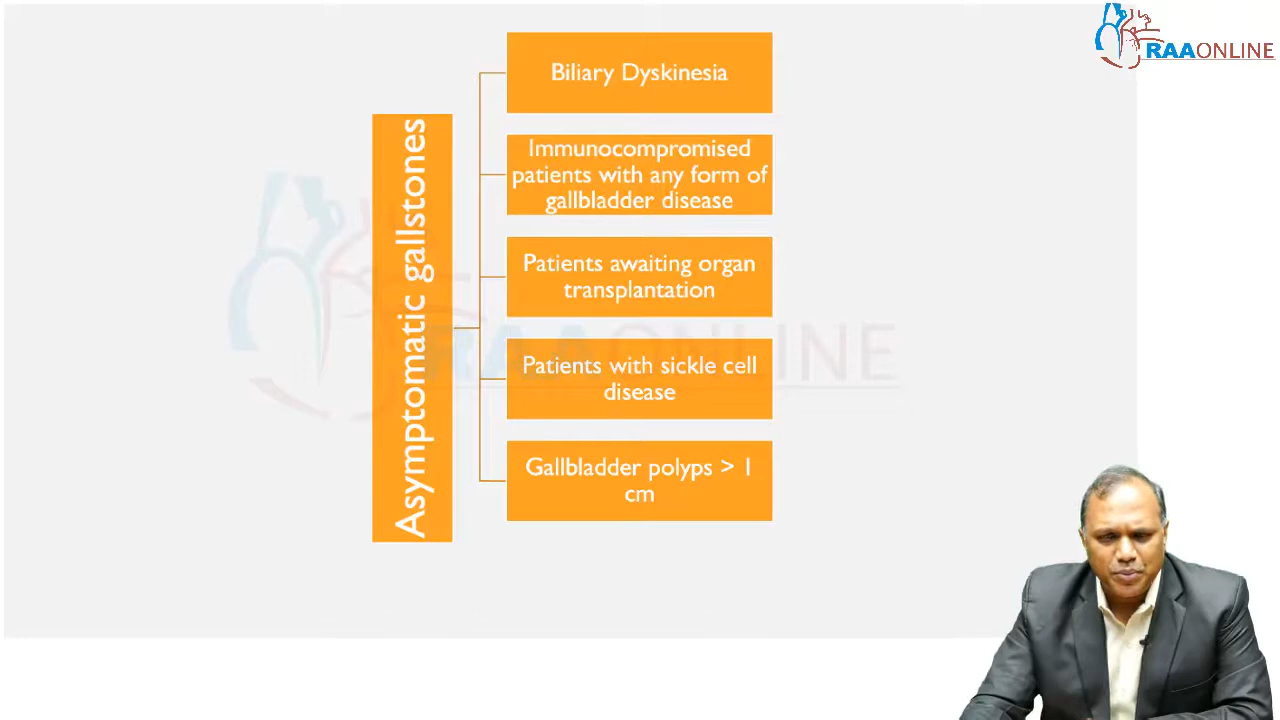 RAAONLINE
Asymptomatic gallstones
Biliary Dyskinesia
Immunocompromised
patients with any form of
gallbladder disease
Patients awaiting organ
transplantation
Patients with sickle cell
disease
Gallbladder polyps > 1
cm
RAAONLINE